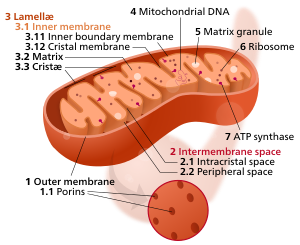 3 Lamellæ
3.1 Inner membrane
3.11 Inner boundary membrane
3.12 Cristal membrane
3.2 Matrix
3.3 Cristæ
4 Mitochondrial DNA
5 Matrix granule
6 Ribosome
7 ATP synthase
2 Intermembrane space
2.1 Intracristal space
2.2 Peripheral space
1 Outer membrane
1.1 Porins